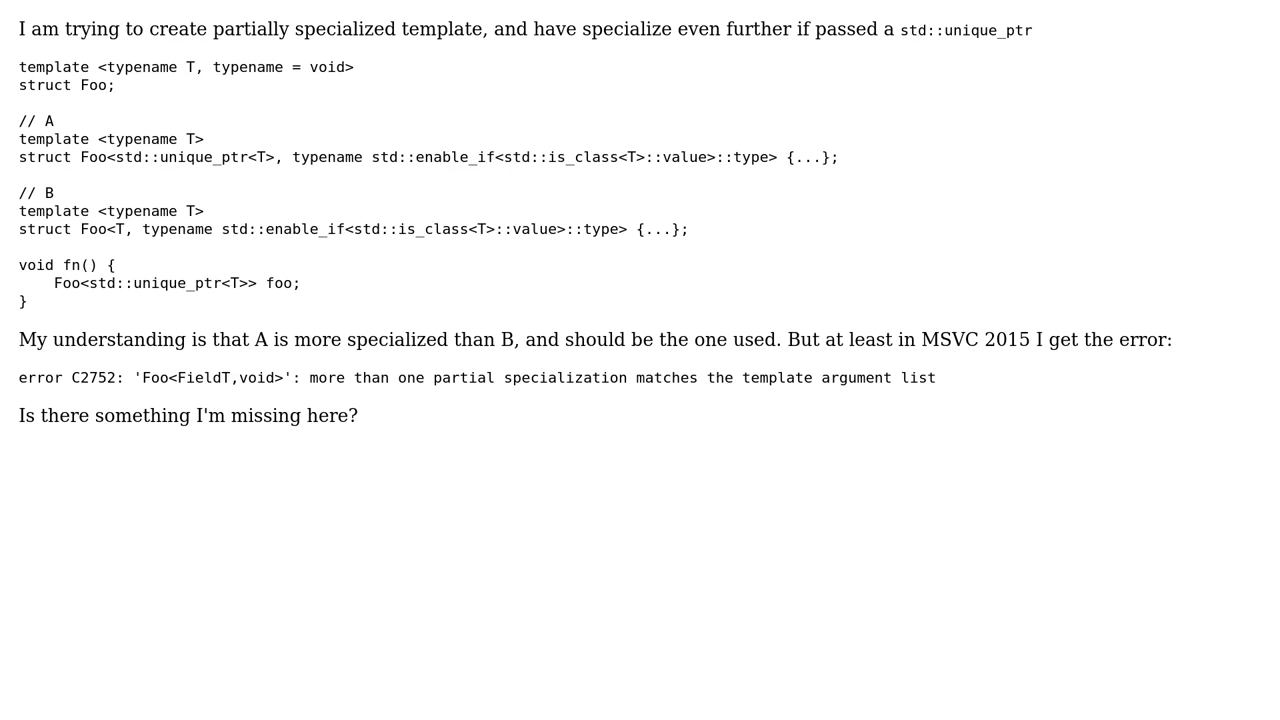 I am trying to create partially specialized template, and have specialize even further if passed a std::unique_ptr
template <typename T, typename = void>
struct Foo;
// A
template <typename T>
struct Foo<std::unique_ptr<T>, typename std::enable_if<std::is_class<T>::value>::type> {...};
// B
template <typename T>
struct Foo<T, typename std::enable_if<std::is_class<T>::value>::type> {...};
void fn() {
    Foo<std::unique_ptr<T>> foo;
}
My understanding is that A is more specialized than B, and should be the one used. But at least in MSVC 2015 I get the error:
error C2752: 'Foo<FieldT,void>': more than one partial specialization matches the template argument list
Is there something I'm missing here?